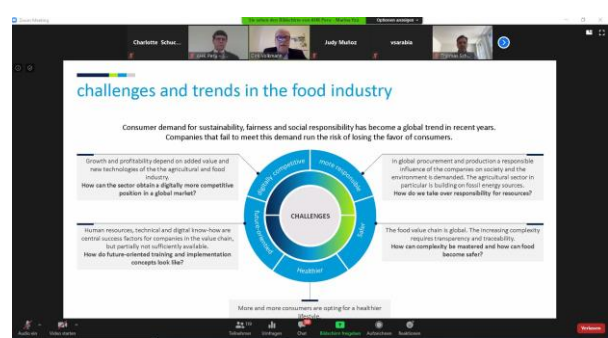 Zoom Meeting
Optionen anzeigen
Charlotte Schuc...
Judy Muñoz
vsarabia
challenges and trends in the food industry
Consumer demand for sustainability, fairness and social responsibility has become a global trend in recent years.
Companies that fail to meet this demand run the risk of losing the favor of consumers.
Growth and profitability depend on added value and
new technologies of the the agricultural and food
industry.
How can the sector obtain a digitally more competitive
position in a global market?
digitally competitive
more responsible
In global procurement and production a responsible
influence of the companies on society and the
environment is demanded. The agricultural sector in
particular is building on fossil energy sources.
How do we take over responsibility for resources?
CHALLENGES
Human resources, technical and digital know-how are
central success factors for companies in the value chain,
but partially not sufficiently available.
How do future-oriented training and implementation
concepts look like?
future-oriented
Safer
Healthier
The food value chain is global. The increasing complexity
requires transparency and traceability.
How can complexity be mastered and how can food
become safer?
More and more consumers are opting for a healthier
lifestyle.
Audio ein
Video starten
Teilnehmer
Umfragen
Chat
Bildschirm freigeben
Aufzeichnen
Reaktionen
Verlassen